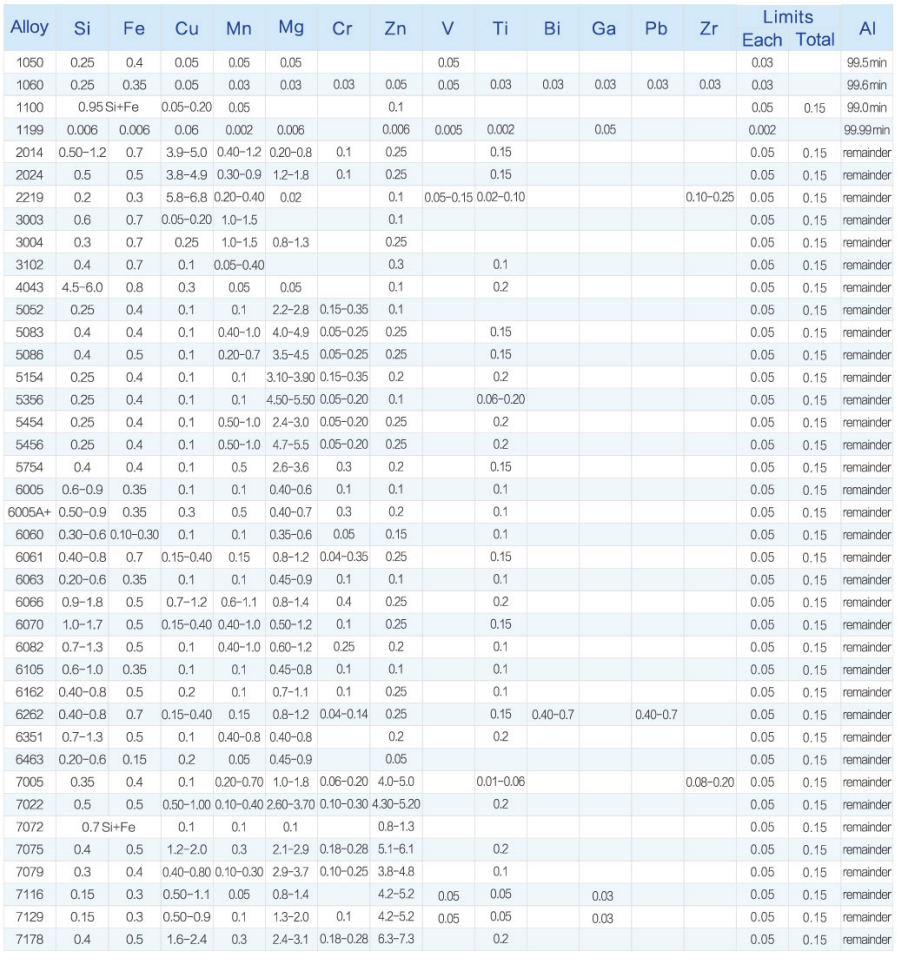 Alloy Si Fe Cu Mn Mg Cr Zn V Ti Bi Ga Pb Zr Limits Each Total Al
1050 0.25 0.4 0.05 0.05 0.05 0.05 0.03 99.5min
1060 0.25 0.35 0.05 0.03 0.03 0.03 0.05 0.05 0.03 0.03 0.03 0.03 0.03 0.03 99.6min
1100 0.95 Si+Fe 0.05-0.20 0.05 0.1 0.05 0.15 99.0min
1199 0.006 0.006 0.06 0.002 0.006 0.006 0.005 0.002 0.05 0.002 99.99min
2014 0.50-1.2 0.7 3.9-5.0 0.40-1.2 0.20-0.8 0.1 0.25 0.15 0.05 0.15 remainder
2024 0.5 0.5 3.8-4.9 0.30-0.9 1.2-1.8 0.1 0.25 0.15 0.05 0.15 remainder
2219 0.2 0.3 5.8-6.8 0.20-0.40 0.02 0.1 0.05-0.15 0.02-0.10 0.10-0.25 0.05 0.15 remainder
3003 0.6 0.7 0.05-0.20 1.0-1.5 0.1 0.05 0.15 remainder
3004 0.3 0.7 0.25 1.0-1.5 0.8-1.3 0.25 0.05 0.15 remainder
3102 0.4 0.7 0.1 0.05-0.40 0.3 0.1 0.05 0.15 remainder
4043 4.5-6.0 0.8 0.3 0.05 0.05 0.1 0.2 0.05 0.15 remainder
5052 0.25 0.4 0.1 0.1 2.2-2.8 0.15-0.35 0.1 0.05 0.15 remainder
5083 0.4 0.4 0.1 0.40-1.0 4.0-4.9 0.05-0.25 0.25 0.15 0.05 0.15 remainder
5086 0.4 0.5 0.1 0.20-0.7 3.5-4.5 0.05-0.25 0.25 0.15 0.05 0.15 remainder
5154 0.25 0.4 0.1 0.1 3.10-3.90 0.15-0.35 0.2 0.2 0.05 0.15 remainder
5356 0.25 0.4 0.1 0.1 4.50-5.50 0.05-0.20 0.1 0.06-0.20 0.05 0.15 remainder
5454 0.25 0.4 0.1 0.50-1.0 2.4-3.0 0.05-0.20 0.25 0.2 0.05 0.15 remainder
5456 0.25 0.4 0.1 0.50-1.0 4.7-5.5 0.05-0.20 0.25 0.2 0.05 0.15 remainder
5754 0.4 0.4 0.1 0.5 2.6-3.6 0.3 0.2 0.15 0.05 0.15 remainder
6005 0.6-0.9 0.35 0.1 0.1 0.40-0.6 0.1 0.1 0.1 0.05 0.15 remainder
6005A+ 0.50-0.9 0.35 0.3 0.5 0.40-0.7 0.3 0.2 0.1 0.05 0.15 remainder
6060 0.30-0.6 0.10-0.30 0.1 0.1 0.35-0.6 0.05 0.15 0.1 0.05 0.15 remainder
6061 0.40-0.8 0.7 0.15-0.40 0.15 0.8-1.2 0.04-0.35 0.25 0.15 0.05 0.15 remainder
6063 0.20-0.6 0.35 0.1 0.1 0.45-0.9 0.1 0.1 0.1 0.05 0.15 remainder
6066 0.9-1.8 0.5 0.7-1.2 0.6-1.1 0.8-1.4 0.4 0.25 0.2 0.05 0.15 remainder
6070 1.0-1.7 0.5 0.15-0.40 0.40-1.0 0.50-1.2 0.1 0.25 0.15 0.05 0.15 remainder
6082 0.7-1.3 0.5 0.1 0.40-1.0 0.60-1.2 0.25 0.2 0.1 0.05 0.15 remainder
6105 0.6-1.0 0.35 0.1 0.1 0.45-0.8 0.1 0.1 0.1 0.05 0.15 remainder
6162 0.40-0.8 0.5 0.2 0.1 0.7-1.1 0.1 0.25 0.1 0.05 0.15 remainder
6262 0.40-0.8 0.7 0.15-0.40 0.15 0.8-1.2 0.04-0.14 0.25 0.15 0.40-0.7 0.40-0.7 0.05 0.15 remainder
6351 0.7-1.3 0.5 0.1 0.40-0.8 0.40-0.8 0.2 0.2 0.05 0.15 remainder
6463 0.20-0.6 0.15 0.2 0.05 0.45-0.9 0.05 0.05 0.15 remainder
7005 0.35 0.4 0.1 0.20-0.70 1.0-1.8 0.06-0.20 4.0-5.0 0.01-0.06 0.08-0.20 0.05 0.15 remainder
7022 0.5 0.5 0.50-1.00 0.10-0.40 2.60-3.70 0.10-0.30 4.30-5.20 0.2 0.05 0.15 remainder
7072 0.7 Si+Fe 0.1 0.1 0.1 0.8-1.3 0.05 0.15 remainder
7075 0.4 0.5 1.2-2.0 0.3 2.1-2.9 0.18-0.28 5.1-6.1 0.2 0.05 0.15 remainder
7079 0.3 0.4 0.40-0.80 0.10-0.30 2.9-3.7 0.10-0.25 3.8-4.8 0.1 0.05 0.15 remainder
7116 0.15 0.3 0.50-1.1 0.05 0.8-1.4 4.2-5.2 0.05 0.05 0.03 0.05 0.15 remainder
7129 0.15 0.3 0.50-0.9 0.1 1.3-2.0 0.1 4.2-5.2 0.05 0.05 0.03 0.05 0.15 remainder
7178 0.4 0.5 1.6-2.4 0.3 2.4-3.1 0.18-0.28 6.3-7.3 0.2 0.05 0.15 remainder